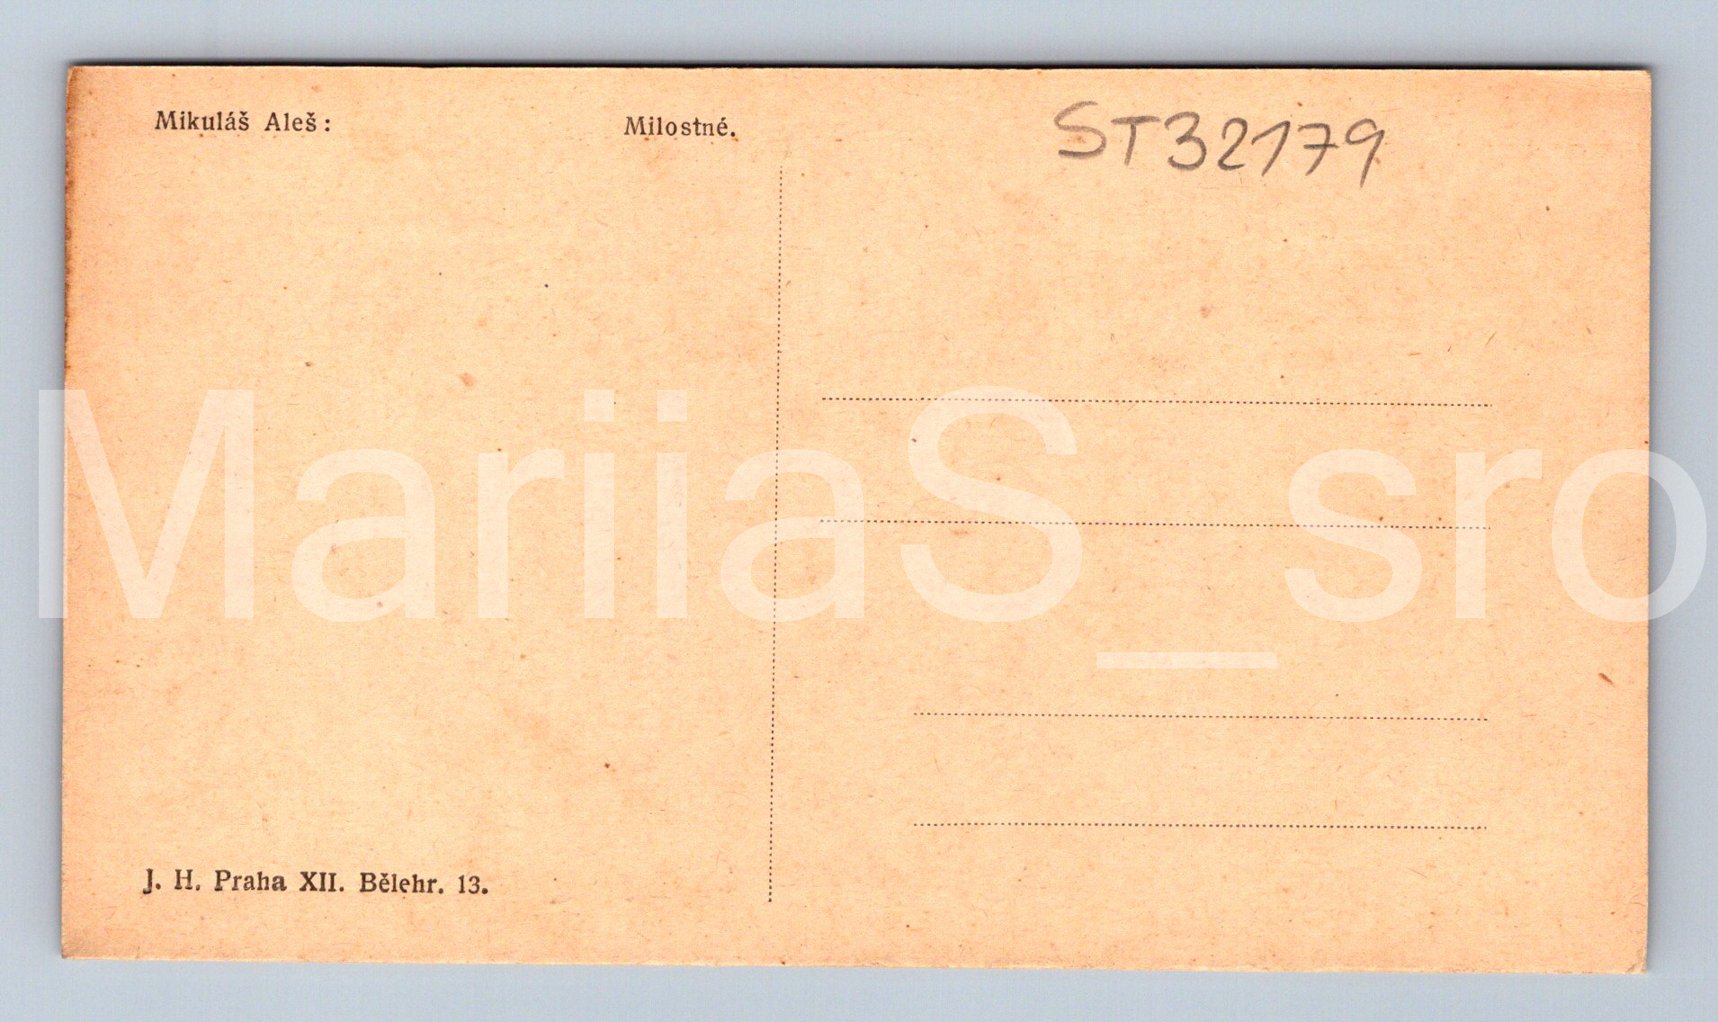 Mikuláš Aleš: Milostné.
ST32179
MariiaS_sro
J. H. Praha XII. Bělehr. 13.